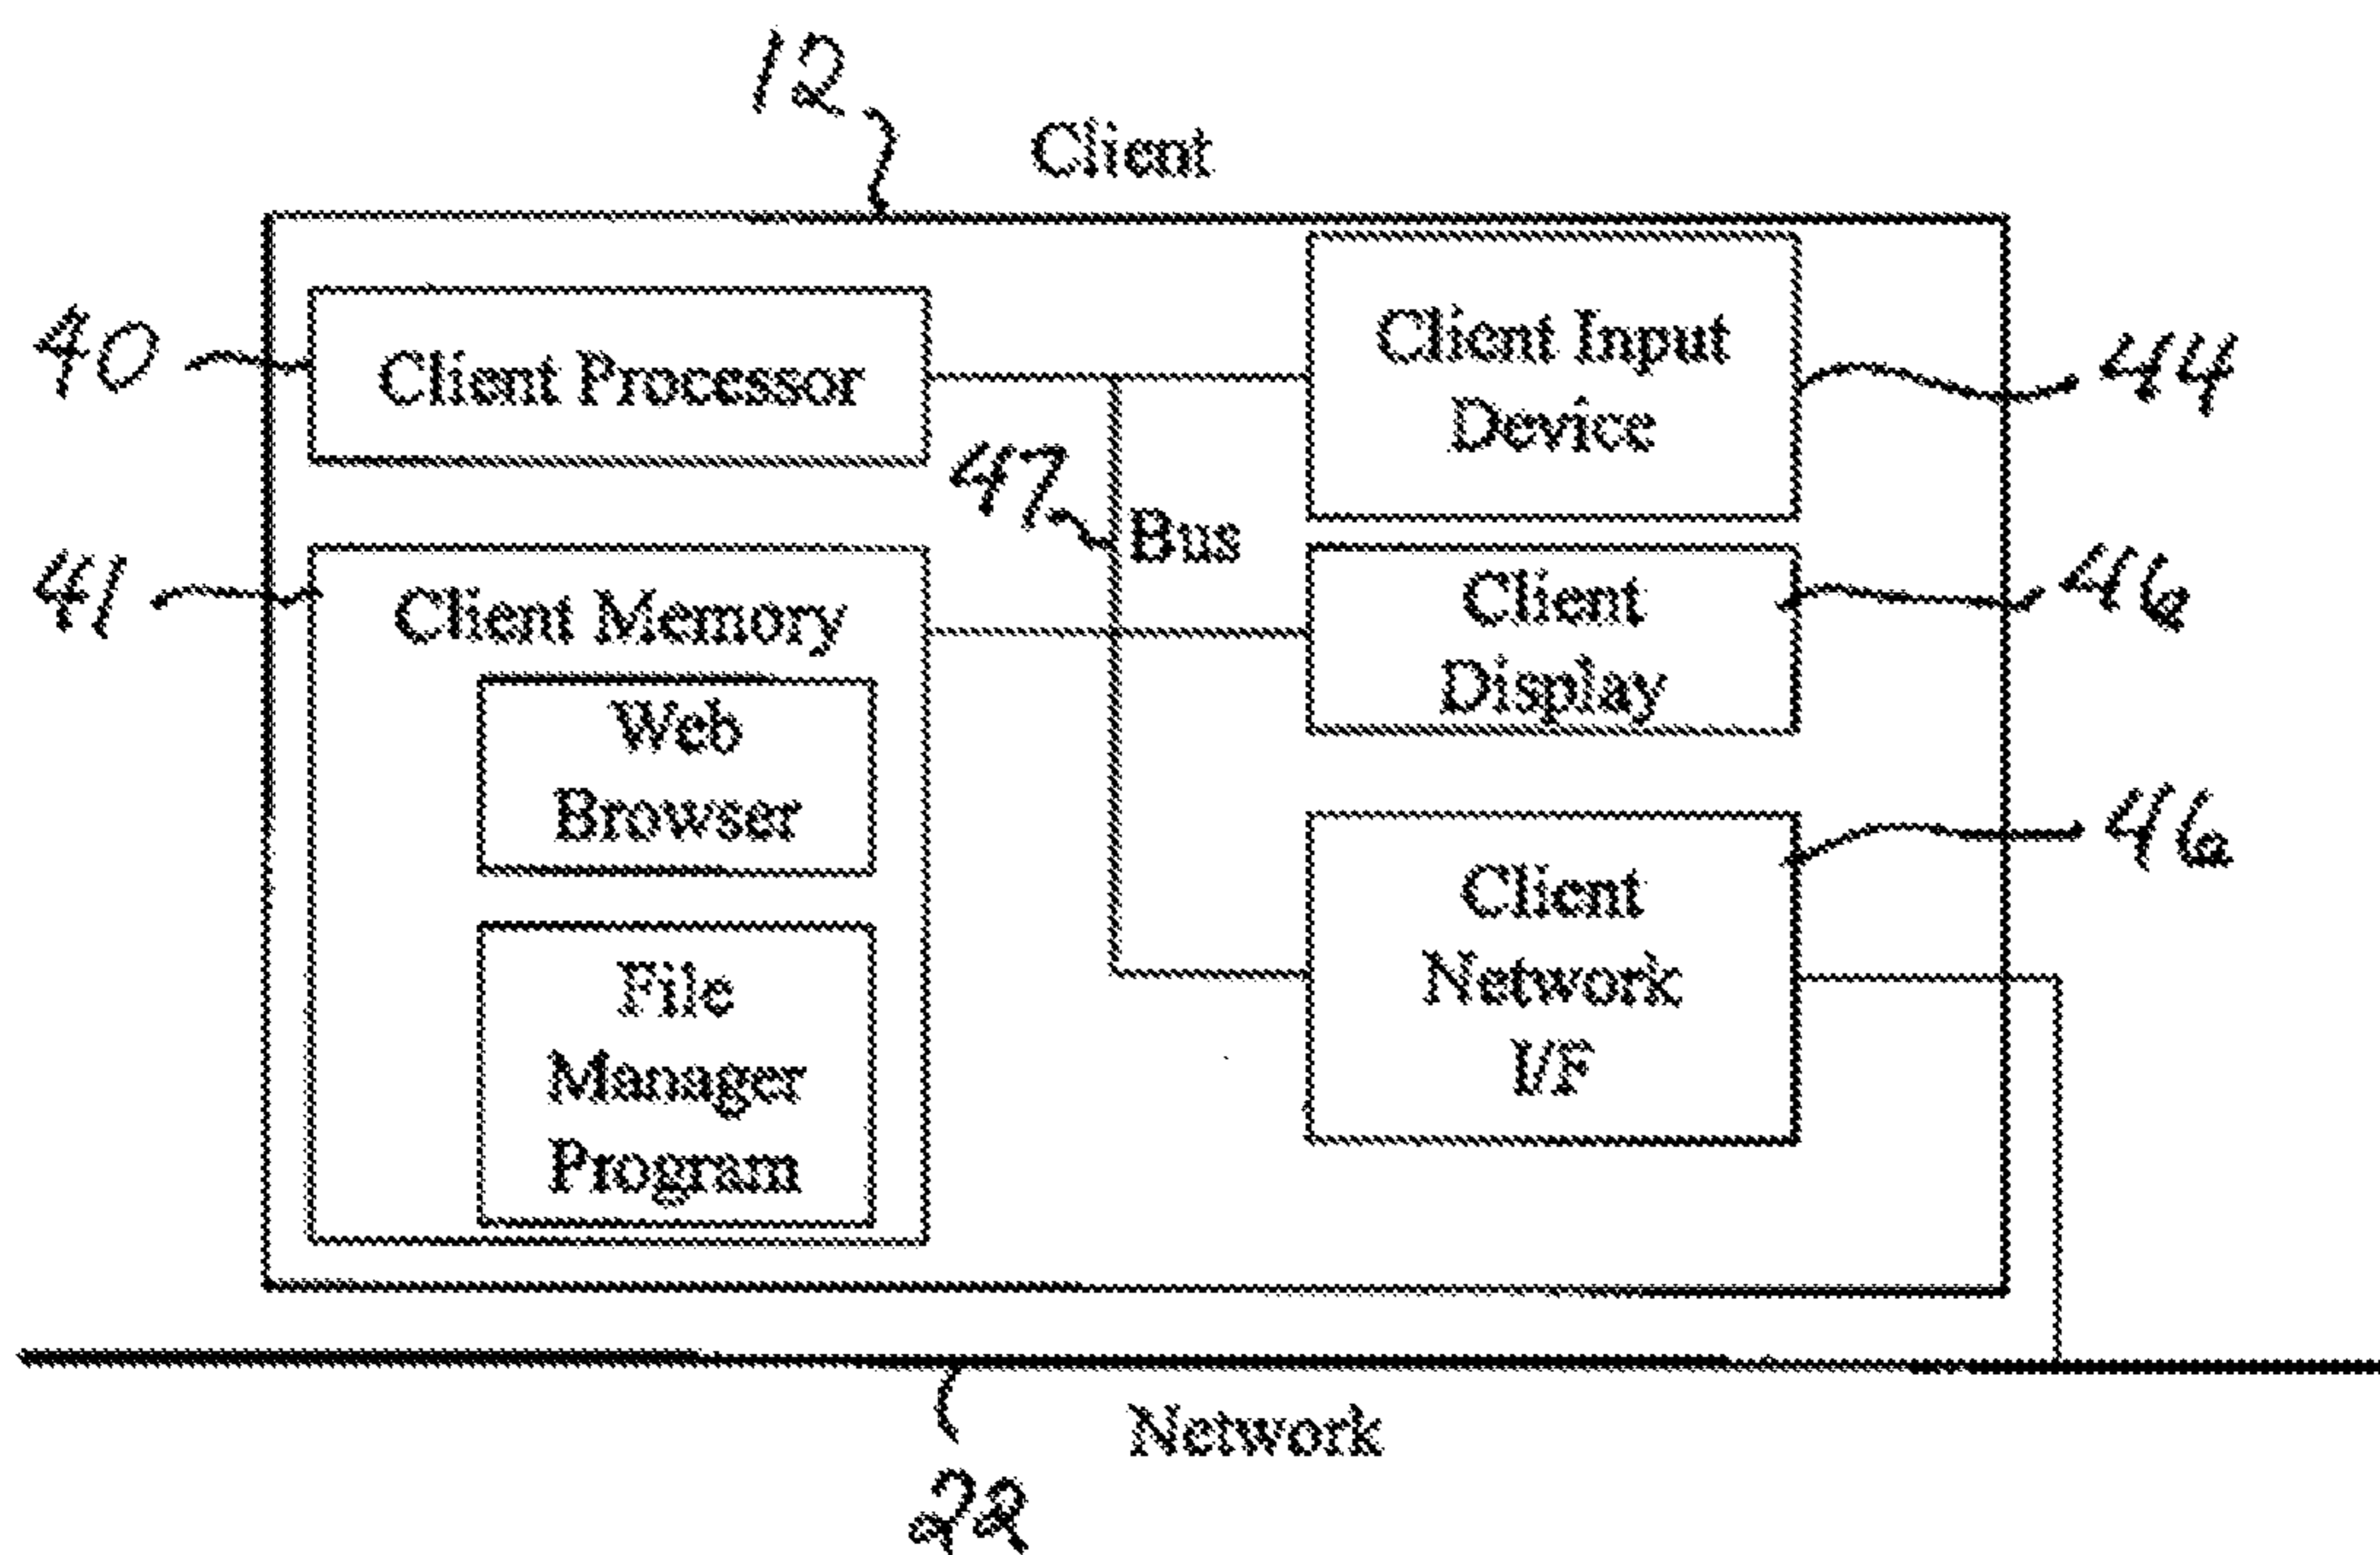 12
Client
40
Client Processor
Client Input
Device
44
47
Bus
41
Client Memory
Client
Display
46
Web
Browser
File
Manager
Program
Client
Network
I/F
46
Network
22